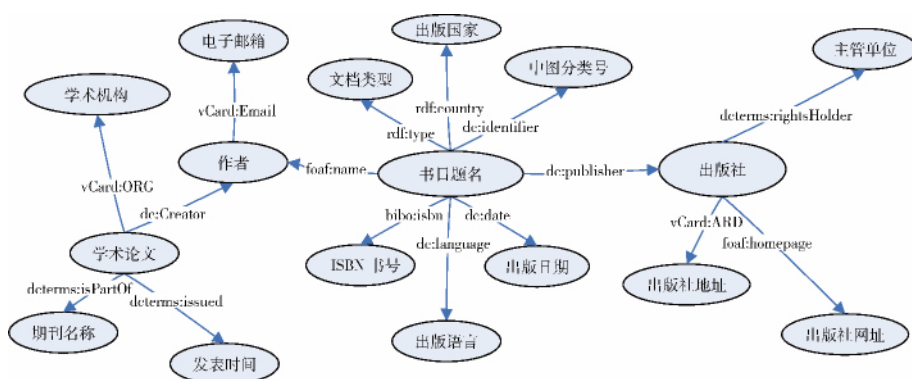 出版国家
电子邮箱
主管单位
文档类型
中图分类号
学术机构
rdf:country
dcterms:rightsHolder
vCard:Email
rdf:type
dc:identifier
作者
foaf:name
书目题名
dc:publisher
出版社
vCard:ORG
dc:Creator
bibo:isbn
dc:date
vCard:ARD
dc:language
foaf:homepage
学术论文
ISBN 书号
出版日期
出版社地址
dcterms:isPartOf
dcterms:issued
期刊名称
出版语言
出版社网址
发表时间